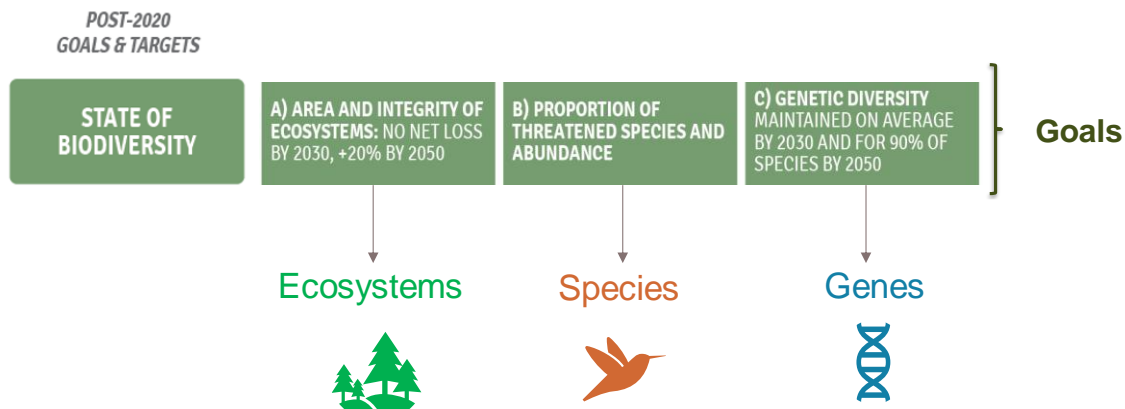 POST-2020
GOALS & TARGETS
STATE OF
BIODIVERSITY
A) AREA AND INTEGRITY OF
ECOSYSTEMS: NO NET LOSS
BY 2030, +20% BY 2050
B) PROPORTION OF
THREATENED SPECIES AND
ABUNDANCE
C) GENETIC DIVERSITY
MAINTAINED ON AVERAGE
BY 2030 AND FOR 90% OF
SPECIES BY 2050
Goals
Ecosystems
Species
Genes